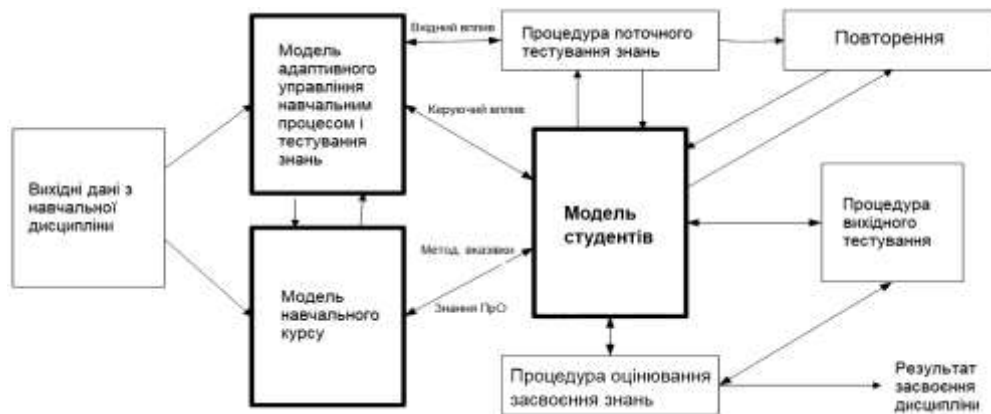 Вихідні дані з
навчальної
дисципліни
Модель
адаптивного
управління
навчальним
процесом і
тестування
знань
Модель
навчального
курсу
Вхідний вплив
Керуючий вплив
Метод. вказівки
Знання ПрО
Процедура поточного
тестування знань
Повторення
Модель
студентів
Процедура
вихідного
тестування
Процедура оцінювання
засвоєння знань
Результат
засвоєння
дисципліни